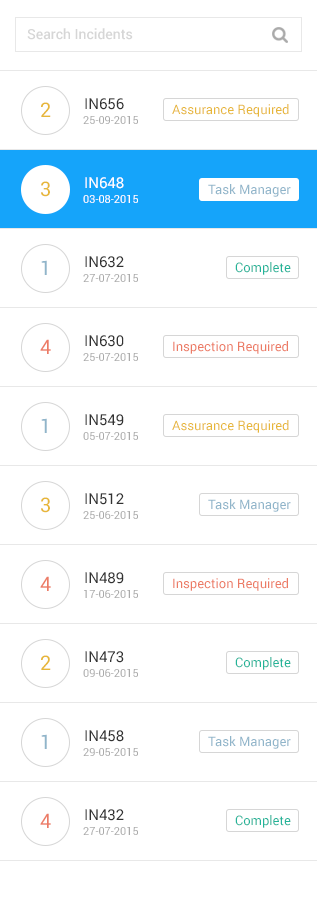 Search Incidents
2
IN656
25-09-2015
Assurance Required
3
IN648
03-08-2015
Task Manager
1
IN632
27-07-2015
Complete
4
IN630
25-07-2015
Inspection Required
1
IN549
05-07-2015
Assurance Required
3
IN512
25-06-2015
Task Manager
4
IN489
17-06-2015
Inspection Required
2
IN473
09-06-2015
Complete
1
IN458
29-05-2015
Task Manager
4
IN432
27-07-2015
Complete